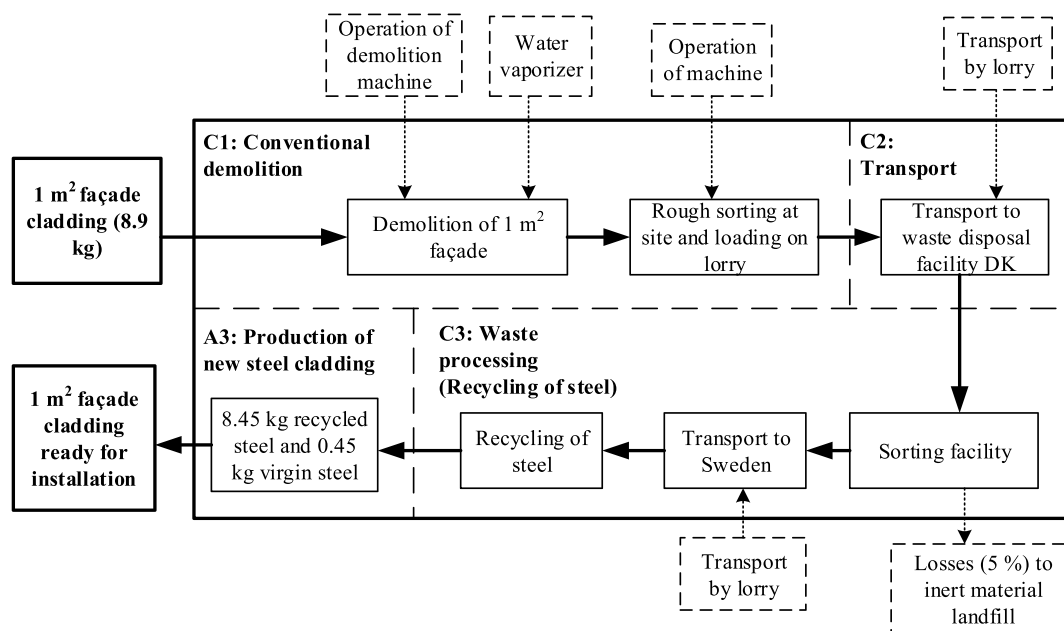 Operation of
demolition
machine
Water
vaporizer
Operation
of machine
Transport
by lorry
C1: Conventional
demolition
C2:
Transport
1 m² façade
cladding (8.9
kg)
Demolition of 1 m²
façade
Rough sorting at
site and loading on
lorry
Transport to
waste disposal
facility DK
A3: Production of
new steel cladding
C3: Waste
processing
(Recycling of steel)
1 m² façade
cladding
ready for
installation
8.45 kg recycled
steel and 0.45
kg virgin steel
Recycling of
steel
Transport to
Sweden
Sorting facility
Transport
by lorry
Losses (5 %) to
inert material
landfill